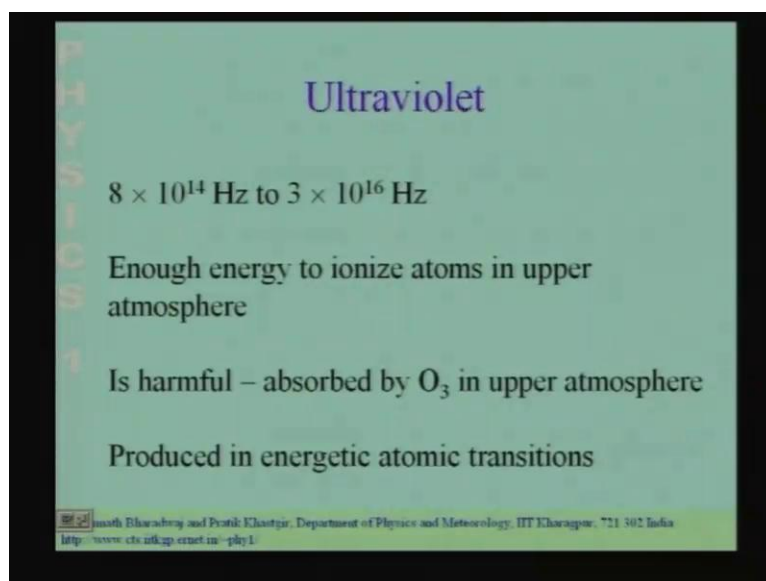 PHYSICS 1
Ultraviolet
8 × 10¹⁴ Hz to 3 × 10¹⁶ Hz
Enough energy to ionize atoms in upper
atmosphere
Is harmful – absorbed by O₃ in upper atmosphere
Produced in energetic atomic transitions
and Pratik Khastgir, Department of Physics and Meteorology, IIT Kharagpur, 721 302 India